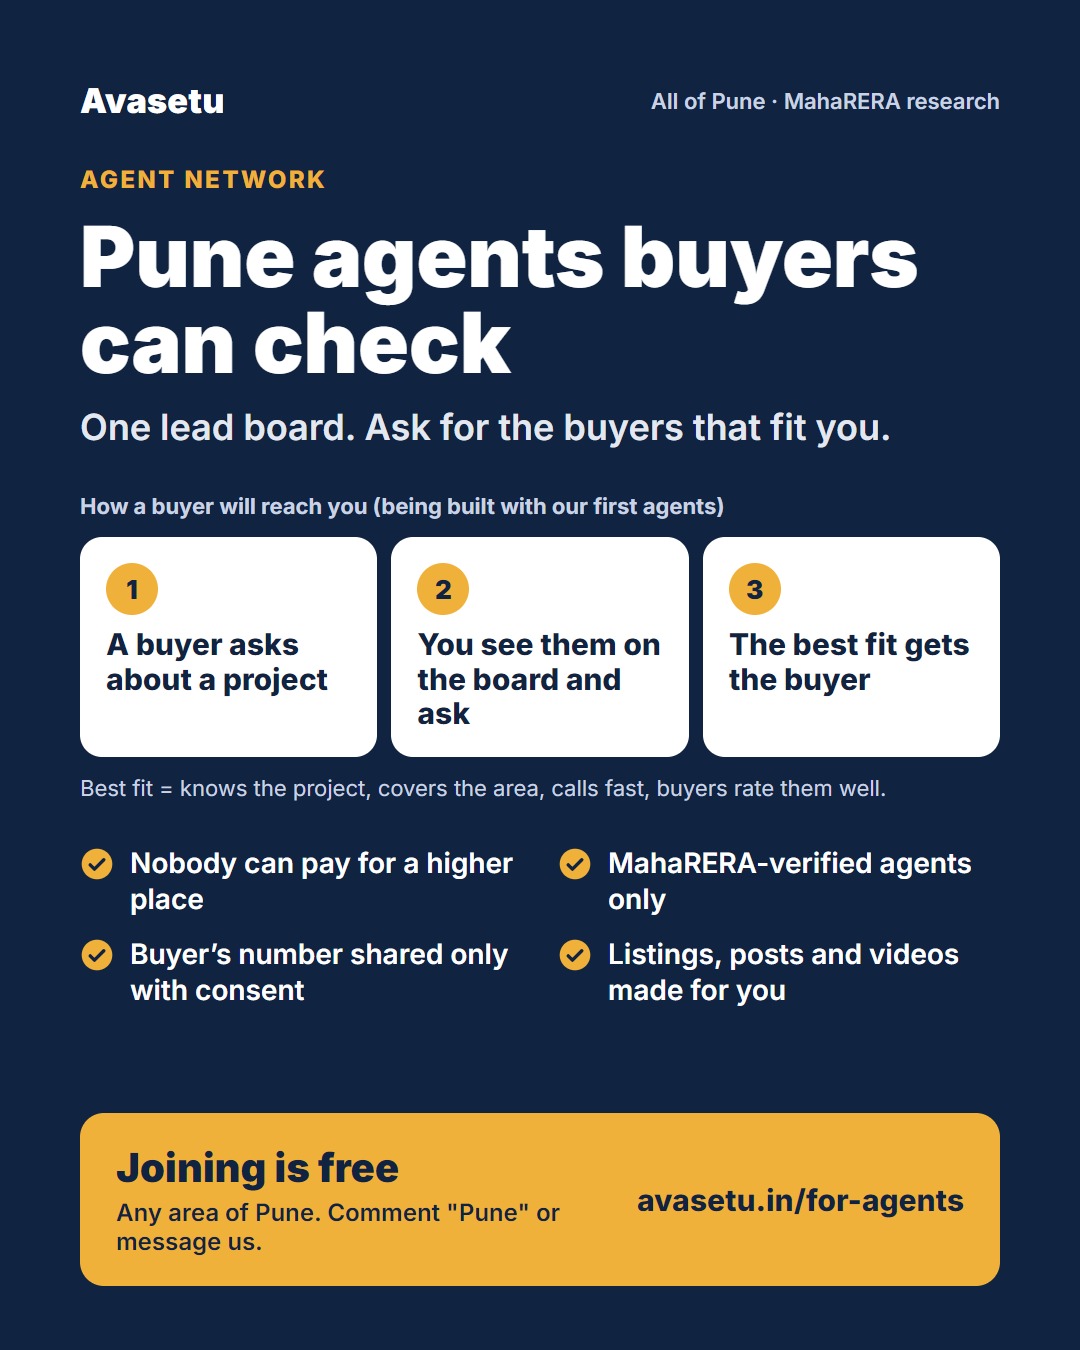 Avasetu
All of Pune · MahaRERA research
AGENT NETWORK
Pune agents buyers
can check
One lead board. Ask for the buyers that fit you.
How a buyer will reach you (being built with our first agents)
1
A buyer asks
about a project
2
You see them on
the board and
ask
3
The best fit gets
the buyer
Best fit = knows the project, covers the area, calls fast, buyers rate them well.
Nobody can pay for a higher
place
MahaRERA-verified agents
only
Buyer’s number shared only
with consent
Listings, posts and videos
made for you
Joining is free
Any area of Pune. Comment "Pune" or
message us.
avasetu.in/for-agents